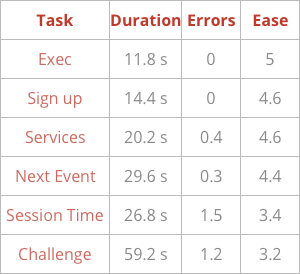 Task Duration Errors Ease
Exec 11.8 s 0 5
Sign up 14.4 s 0 4.6
Services 20.2 s 0.4 4.6
Next Event 29.6 s 0.3 4.4
Session Time 26.8 s 1.5 3.4
Challenge 59.2 s 1.2 3.2